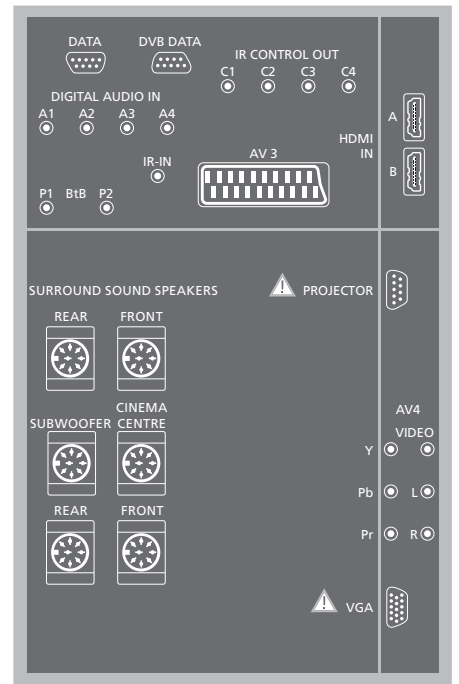 DATA
DVB DATA
IR CONTROL OUT
C1 C2 C3 C4
DIGITAL AUDIO IN
A1 A2 A3 A4
HDMI
IN
A
B
IR-IN
AV 3
P1 BtB P2
SURROUND SOUND SPEAKERS
! PROJECTOR
REAR FRONT
CINEMA
SUBWOOFER CENTRE
AV4
VIDEO
Y
Pb L
REAR FRONT
Pr R
! VGA